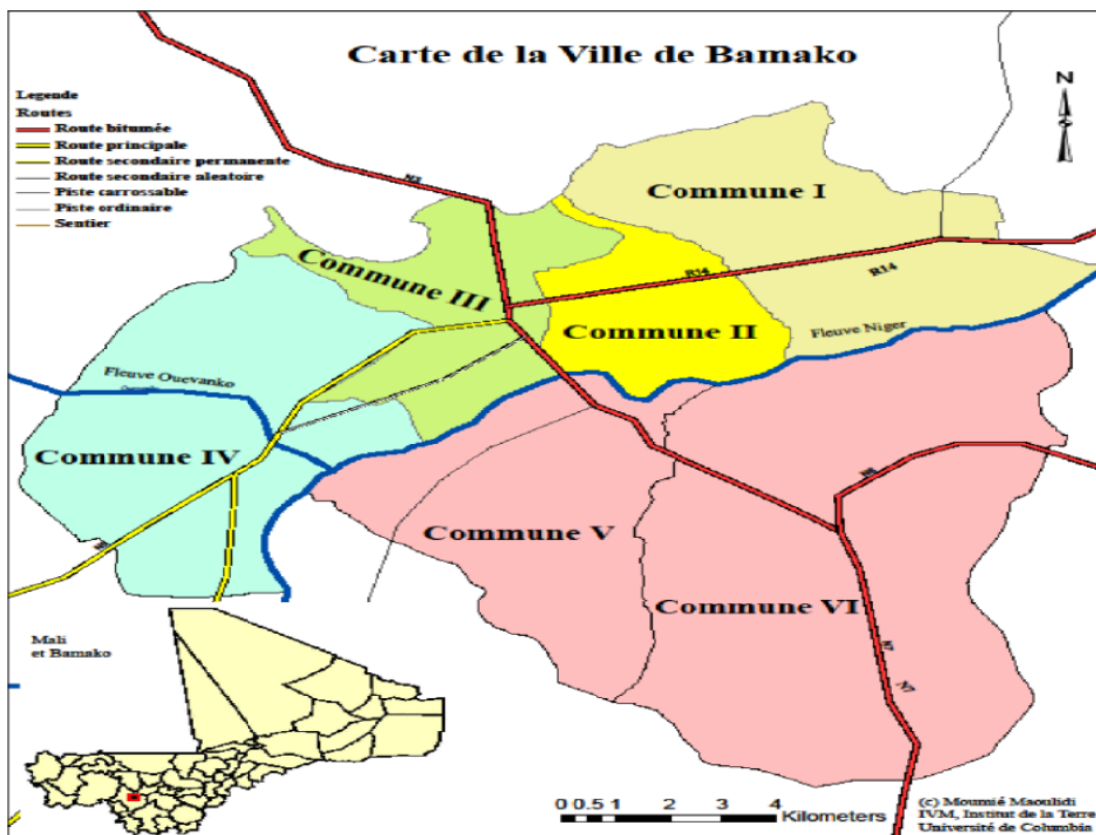 Carte de la Ville de Bamako
Legende
Routes
Route bitumée
Route principale
Route secondaire permanente
Route secondaire aleatoire
Piste carrossable
Piste ordinaire
Sentier
N
N3
Commune I
Commune III
R14
R14
Commune II
Fleuve Niger
Fleuve Ouevanko
Commune IV
Commune V
Commune VI
N7
N7
Mali
et Bamako
0 0.5 1 2 3 4
Kilometers
(c) Moumié Maoulidi
IVM, Institut de la Terre
Université de Columbia